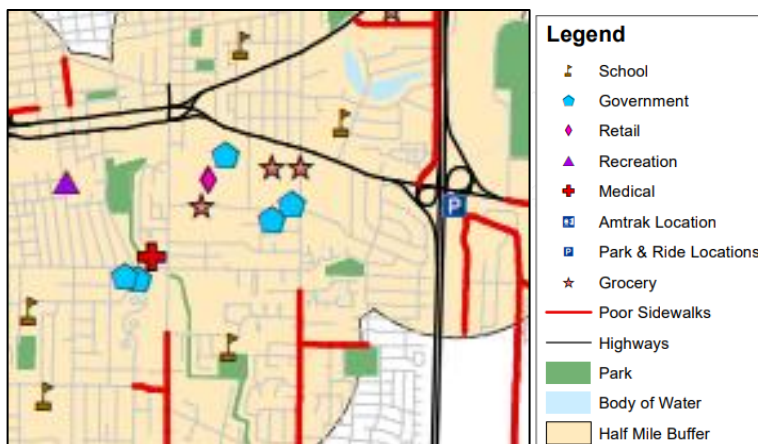 P
Legend
School
Government
Retail
Recreation
Medical
Amtrak Location
P Park & Ride Locations
Grocery
Poor Sidewalks
Highways
Park
Body of Water
Half Mile Buffer